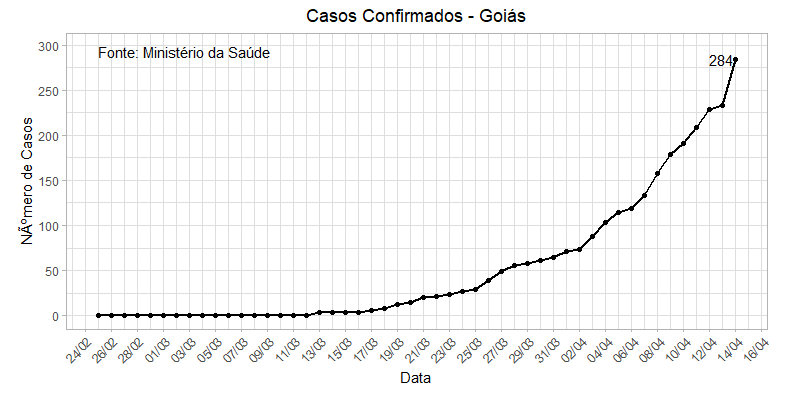 Casos Confirmados - Goiás
Fonte: Ministério da Saúde
284
NÃºmero de Casos
300
250
200
150
100
50
0
24/02 26/02 28/02 01/03 03/03 05/03 07/03 09/03 11/03 13/03 15/03 17/03 19/03 21/03 23/03 25/03 27/03 29/03 31/03 02/04 04/04 06/04 08/04 10/04 12/04 14/04 16/04
Data